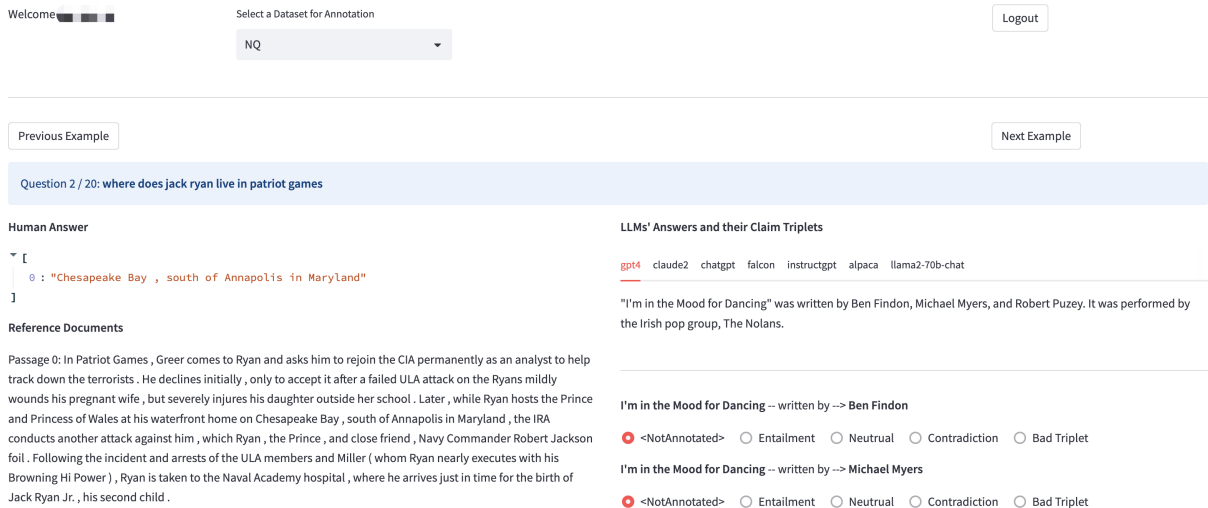 Welcome
Select a Dataset for Annotation
NQ
Logout
Previous Example
Next Example
Question 2 / 20: where does jack ryan live in patriot games
Human Answer
[
0 : "Chesapeake Bay , south of Annapolis in Maryland"
]
Reference Documents
Passage 0: In Patriot Games , Greer comes to Ryan and asks him to rejoin the CIA permanently as an analyst to help
track down the terrorists . He declines initially , only to accept it after a failed ULA attack on the Ryans mildly
wounds his pregnant wife , but severely injures his daughter outside her school . Later , while Ryan hosts the Prince
and Princess of Wales at his waterfront home on Chesapeake Bay , south of Annapolis in Maryland , the IRA
conducts another attack against him , which Ryan , the Prince , and close friend , Navy Commander Robert Jackson
foil . Following the incident and arrests of the ULA members and Miller ( whom Ryan nearly executes with his
Browning Hi Power ) , Ryan is taken to the Naval Academy hospital , where he arrives just in time for the birth of
Jack Ryan Jr. , his second child .
LLMs' Answers and their Claim Triplets
gpt4 claude2 chatgpt falcon instructgpt alpaca llama2-70b-chat
"I'm in the Mood for Dancing" was written by Ben Findon, Michael Myers, and Robert Puzey. It was performed by
the Irish pop group, The Nolans.
I'm in the Mood for Dancing -- written by --> Ben Findon
<NotAnnotated> Entailment Neutrual Contradiction Bad Triplet
I'm in the Mood for Dancing -- written by --> Michael Myers
<NotAnnotated> Entailment Neutrual Contradiction Bad Triplet